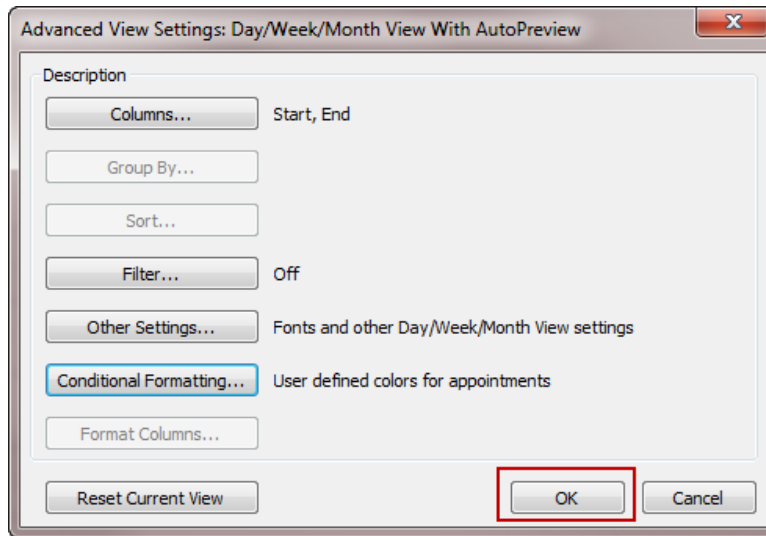 Advanced View Settings: Day/Week/Month View With AutoPreview
Description
Columns... Start, End
Group By...
Sort...
Filter... Off
Other Settings... Fonts and other Day/Week/Month View settings
Conditional Formatting... User defined colors for appointments
Format Columns...
Reset Current View OK Cancel